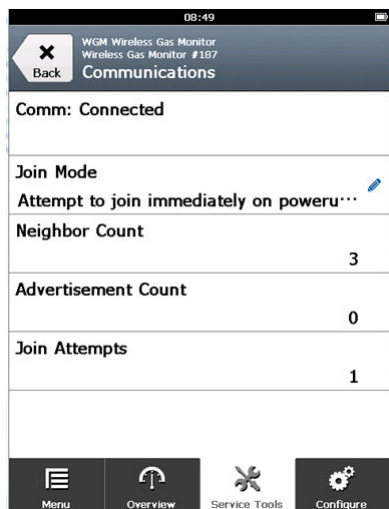 08:49
WGM Wireless Gas Monitor
Wireless Gas Monitor #187
Back
Communications
Comm: Connected
Join Mode
Attempt to join immediately on poweru...
Neighbor Count
3
Advertisement Count
0
Join Attempts
1
Menu
Overview
Service Tools
Configure